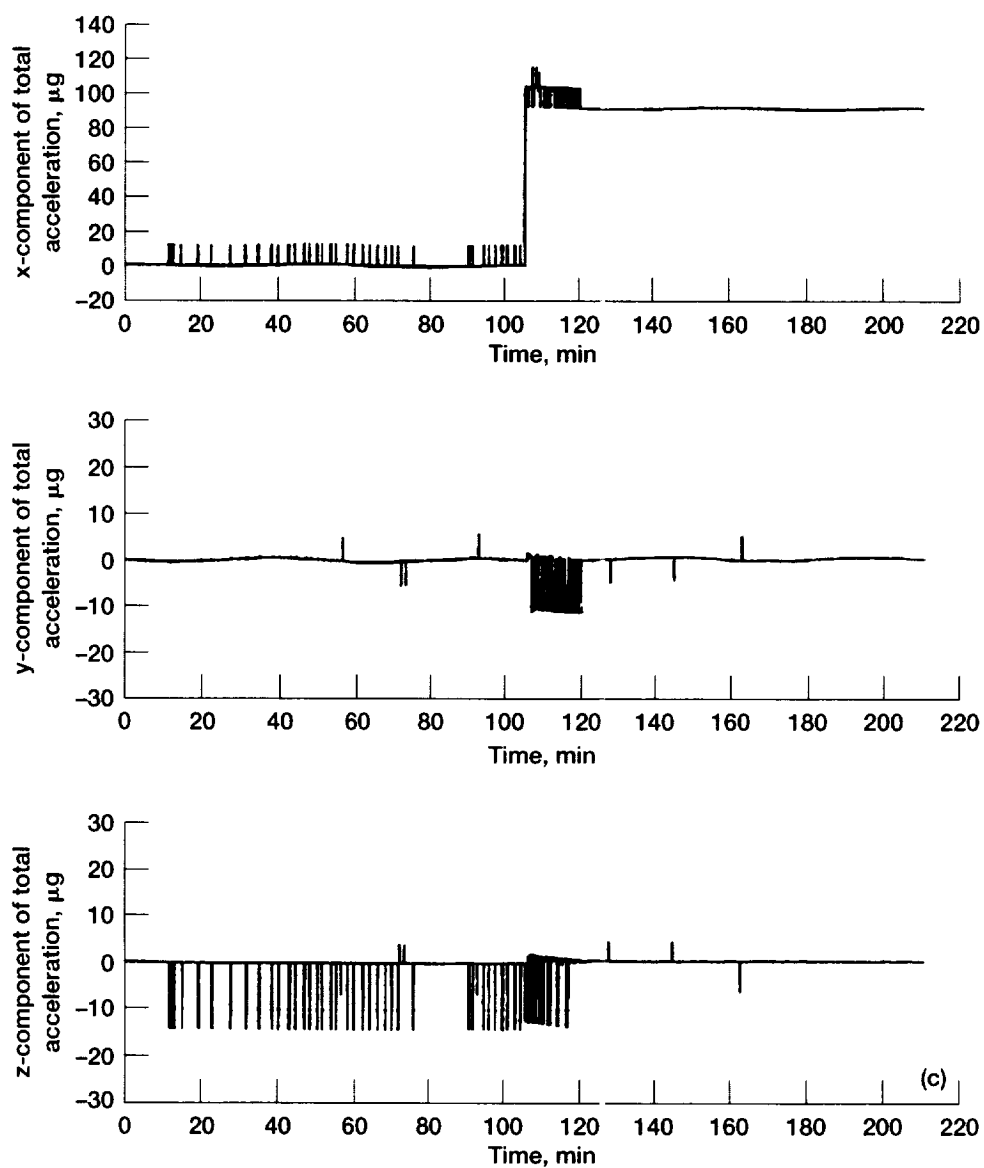 x-component of total
acceleration, μg
140
120
100
80
60
40
20
0
−20
0 20 40 60 80 100 120 140 160 180 200 220
Time, min
y-component of total
acceleration, μg
30
20
10
0
−10
−20
−30
0 20 40 60 80 100 120 140 160 180 200 220
Time, min
z-component of total
acceleration, μg
30
20
10
0
−10
−20
−30
(c)
0 20 40 60 80 100 120 140 160 180 200 220
Time, min